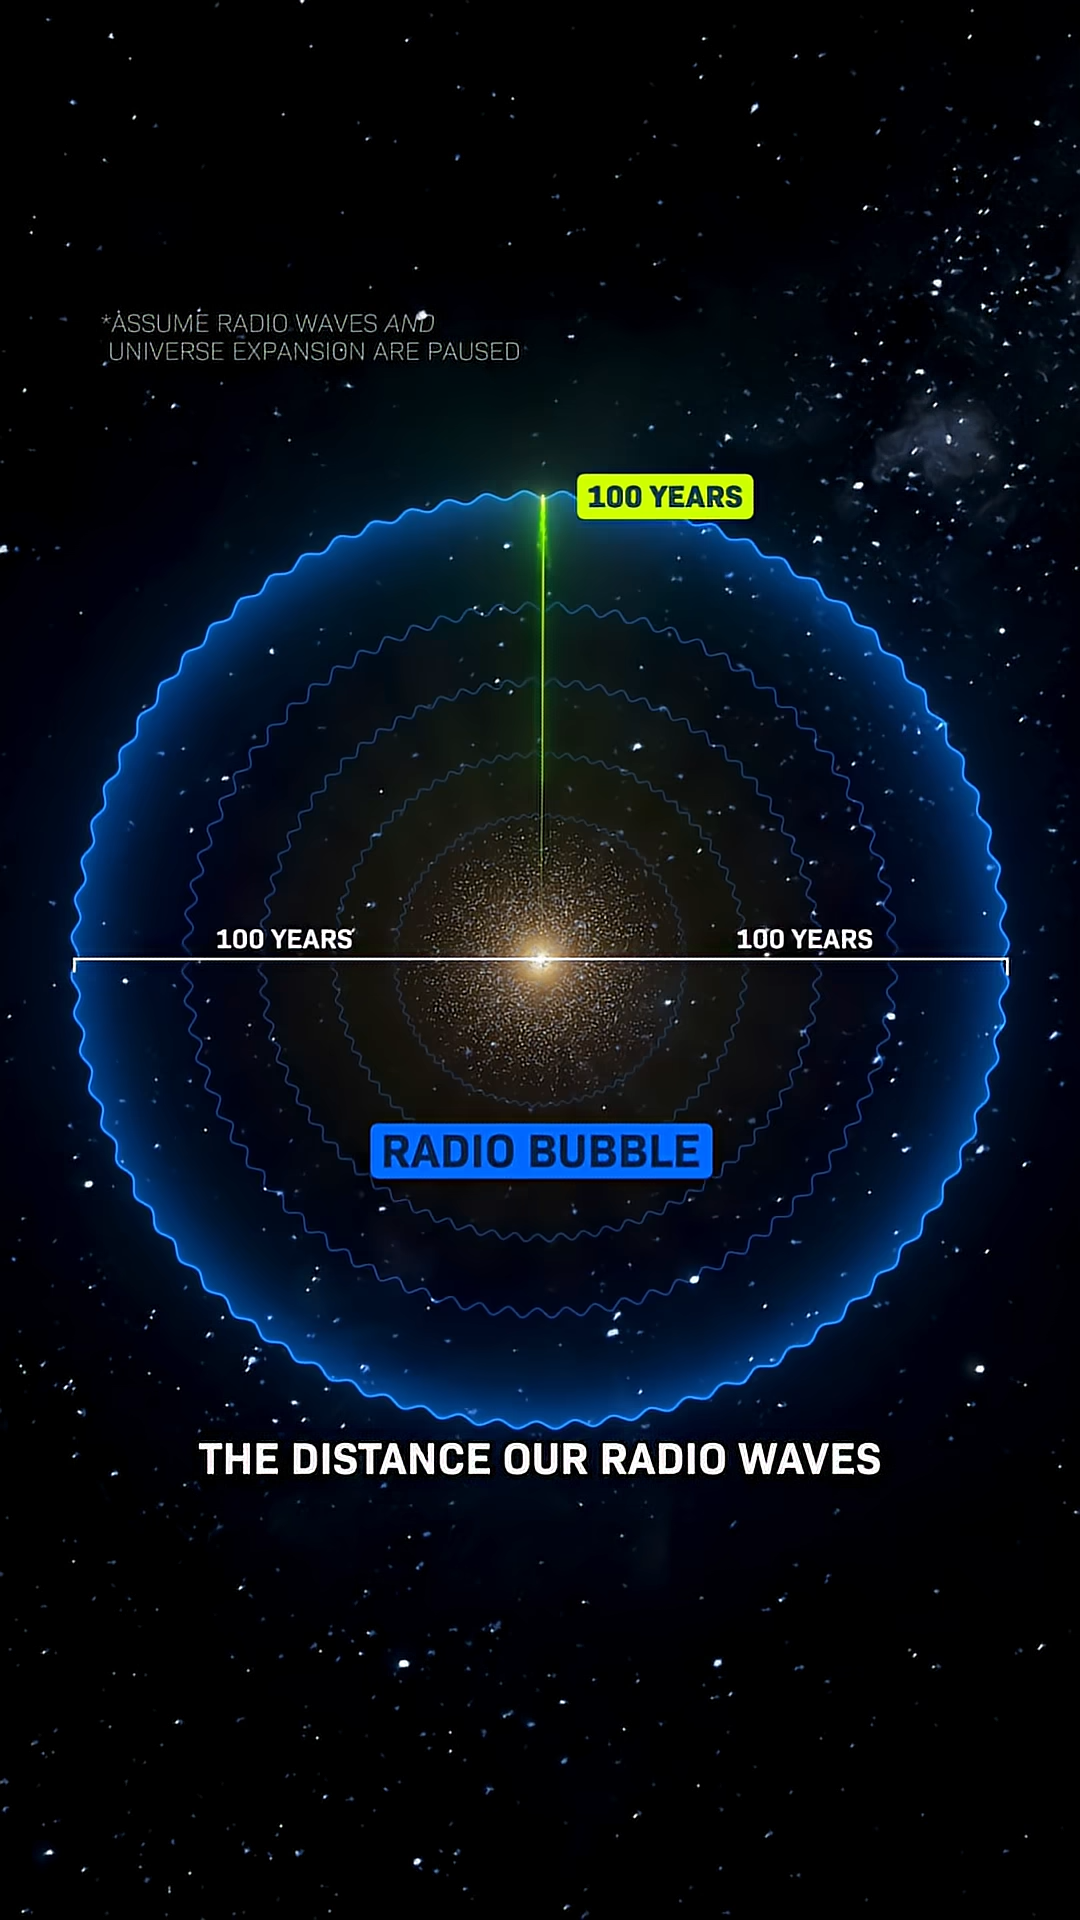 *ASSUME RADIO WAVES AND
UNIVERSE EXPANSION ARE PAUSED
100 YEARS
100 YEARS
100 YEARS
RADIO BUBBLE
THE DISTANCE OUR RADIO WAVES